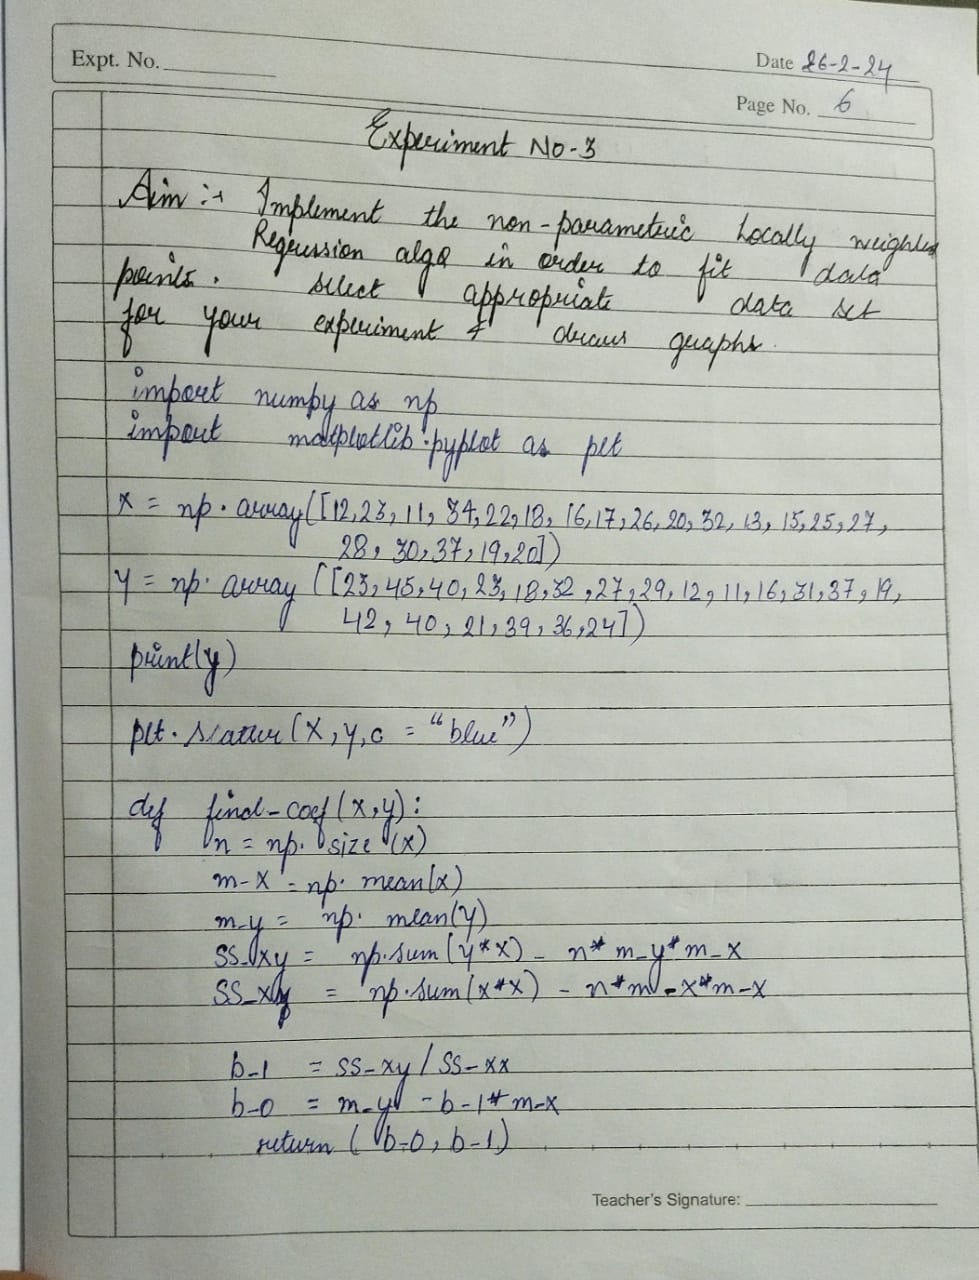 Expt. No.
Date 26-2-24
Page No. 6
Experiment No-3
Aim :- Implement the non-parametric Locally weighted
Regression algo in order to fit data
points. select appropriate data set
for your experiment & draw graphs.
import numpy as np
import matplotlib.pyplot as plt
x = np.array([12,23,11,34,22,18,16,17,26,20,32,13,15,25,27,
28,30,37,19,20])
y = np.array([23,45,40,23,18,32,27,29,12,11,16,31,37,19,
42,40,21,39,36,24])
print(y)
plt.scatter(x,y,c = "blue")
def find_coef(x,y):
n = np.size(x)
m_x = np.mean(x)
m_y = np.mean(y)
SS_xy = np.sum(y*x) - n*m_y*m_x
SS_xy = np.sum(x*x) - n*m_x*m_x
b_1 = SS_xy / SS_xx
b_0 = m_y - b_1*m_x
return (b_0, b_1)
Teacher's Signature: